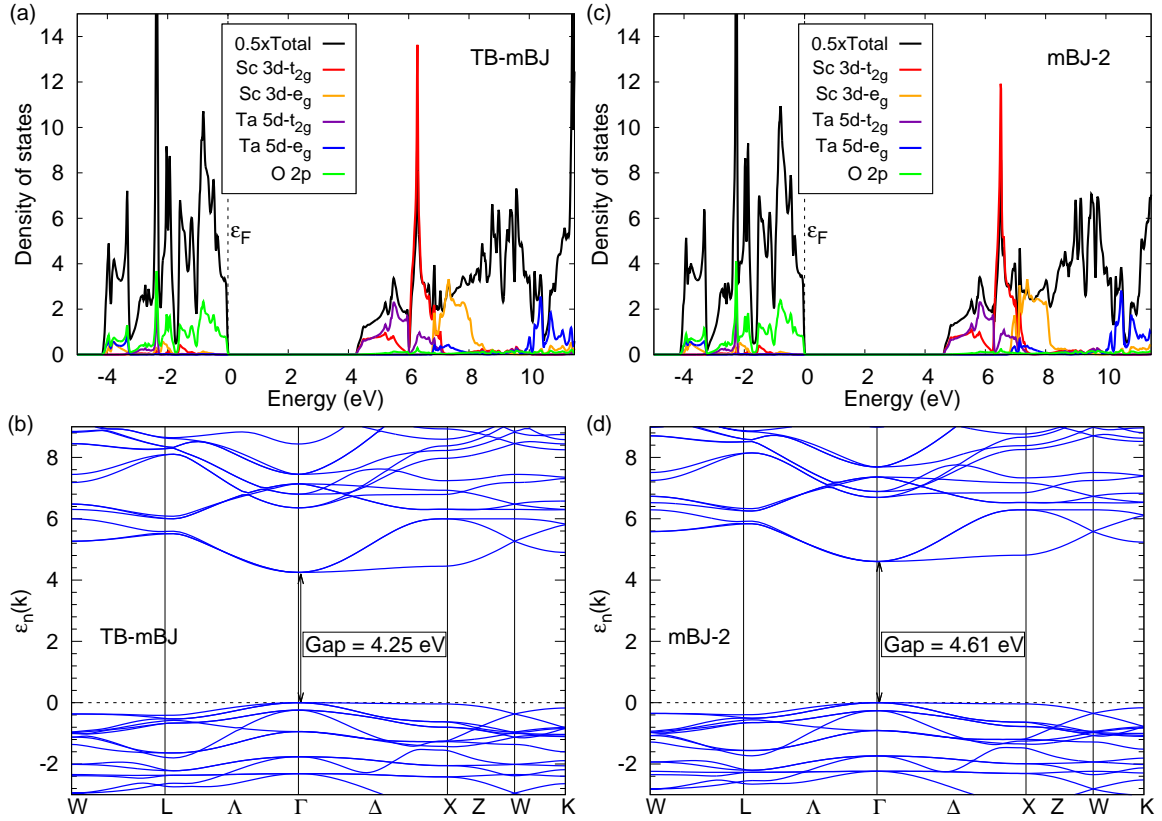 (a)
14
12
10
8
6
4
2
0
Density of states
0.5xTotal
Sc 3d-t2g
Sc 3d-eg
Ta 5d-t2g
Ta 5d-eg
O 2p
TB-mBJ
εF
-4 -2 0 2 4 6 8 10
Energy (eV)
(c)
14
12
10
8
6
4
2
0
Density of states
0.5xTotal
Sc 3d-t2g
Sc 3d-eg
Ta 5d-t2g
Ta 5d-eg
O 2p
mBJ-2
εF
-4 -2 0 2 4 6 8 10
Energy (eV)
(b)
8
6
4
2
0
-2
εn(k)
TB-mBJ
Gap = 4.25 eV
W L Λ Γ Δ X Z W K
(d)
8
6
4
2
0
-2
εn(k)
mBJ-2
Gap = 4.61 eV
W L Λ Γ Δ X Z W K